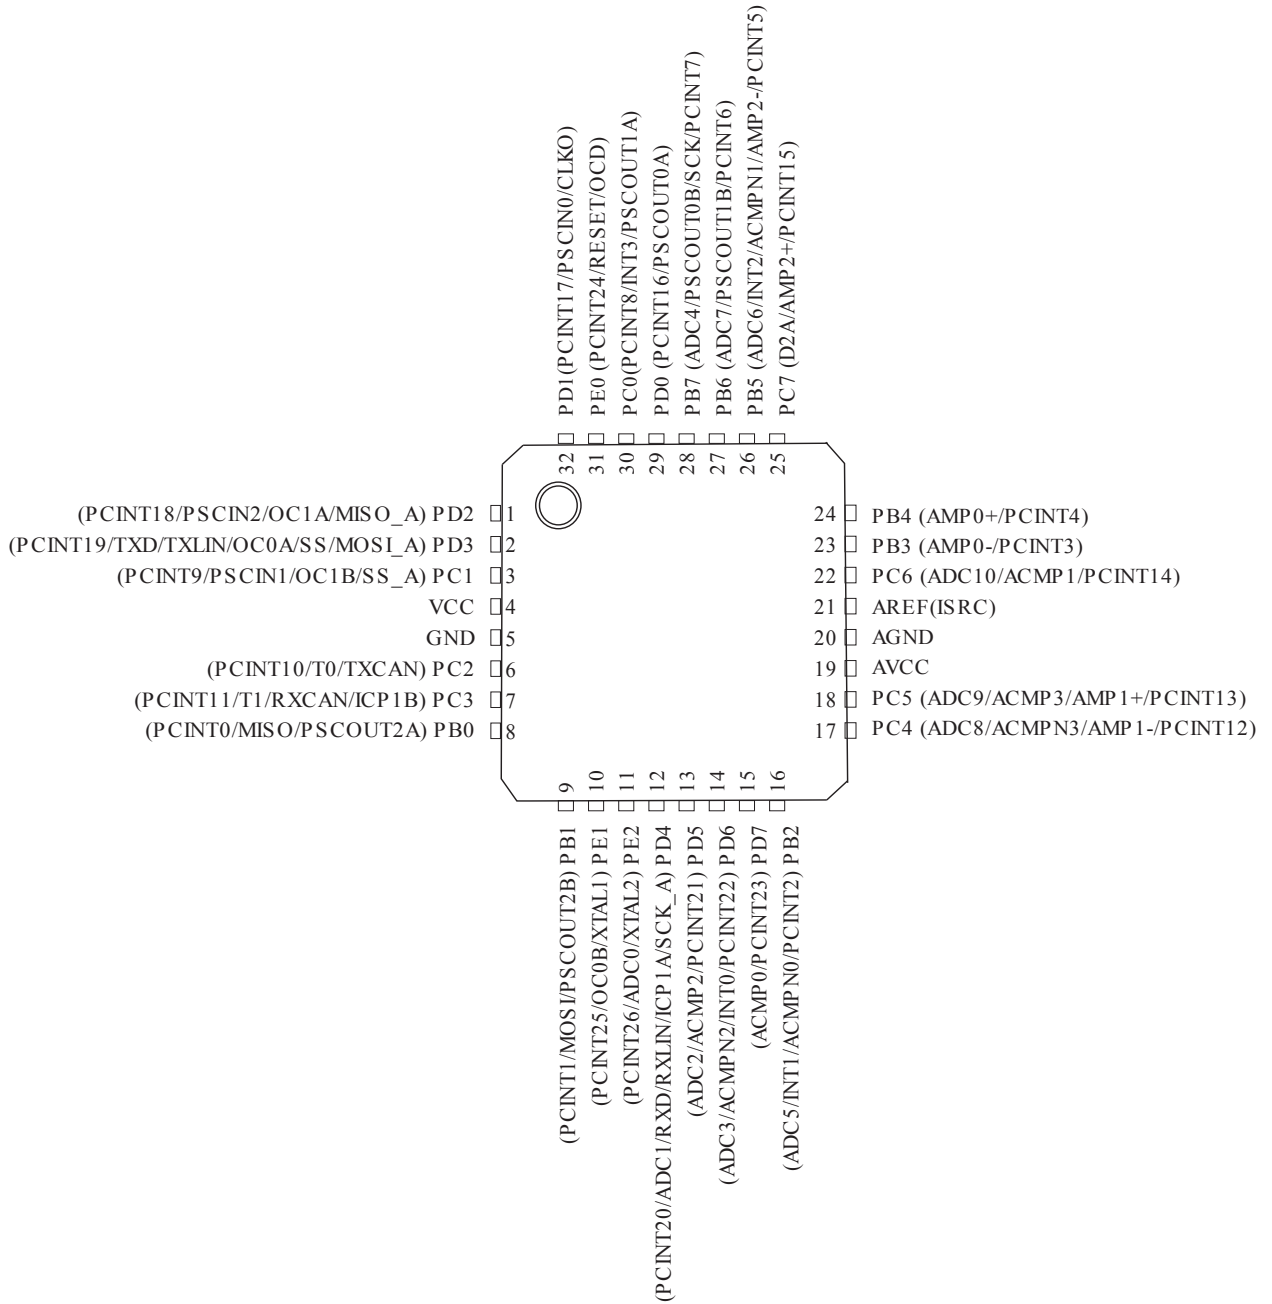 PD1(PCINT17/PSCIN0/CLKO)
PE0 (PCINT24/RESET/OCD)
PC0(PCINT8/INT3/PSCOUT1A)
PD0 (PCINT16/PSCOUT0A)
PB7 (ADC4/PSCOUT0B/SCK/PCINT7)
PB6 (ADC7/PSCOUT1B/PCINT6)
PB5 (ADC6/INT2/ACMPN1/AMP2-/PCINT5)
PC7 (D2A/AMP2+/PCINT15)
32
31
30
29
28
27
26
25
(PCINT18/PSCIN2/OC1A/MISO_A) PD2 1
(PCINT19/TXD/TXLIN/OC0A/SS/MOSI_A) PD3 2
(PCINT9/PSCIN1/OC1B/SS_A) PC1 3
VCC 4
GND 5
(PCINT10/T0/TXCAN) PC2 6
(PCINT11/T1/RXCAN/ICP1B) PC3 7
(PCINT0/MISO/PSCOUT2A) PB0 8
24 PB4 (AMP0+/PCINT4)
23 PB3 (AMP0-/PCINT3)
22 PC6 (ADC10/ACMP1/PCINT14)
21 AREF(ISRC)
20 AGND
19 AVCC
18 PC5 (ADC9/ACMP3/AMP1+/PCINT13)
17 PC4 (ADC8/ACMPN3/AMP1-/PCINT12)
9
10
11
12
13
14
15
16
(PCINT1/MOSI/PSCOUT2B) PB1
(PCINT25/OC0B/XTAL1) PE1
(PCINT26/ADC0/XTAL2) PE2
(PCINT20/ADC1/RXD/RXLIN/ICP1A/SCK_A) PD4
(ADC2/ACMP2/PCINT21) PD5
(ADC3/ACMPN2/INT0/PCINT22) PD6
(ACMP0/PCINT23) PD7
(ADC5/INT1/ACMPN0/PCINT2) PB2